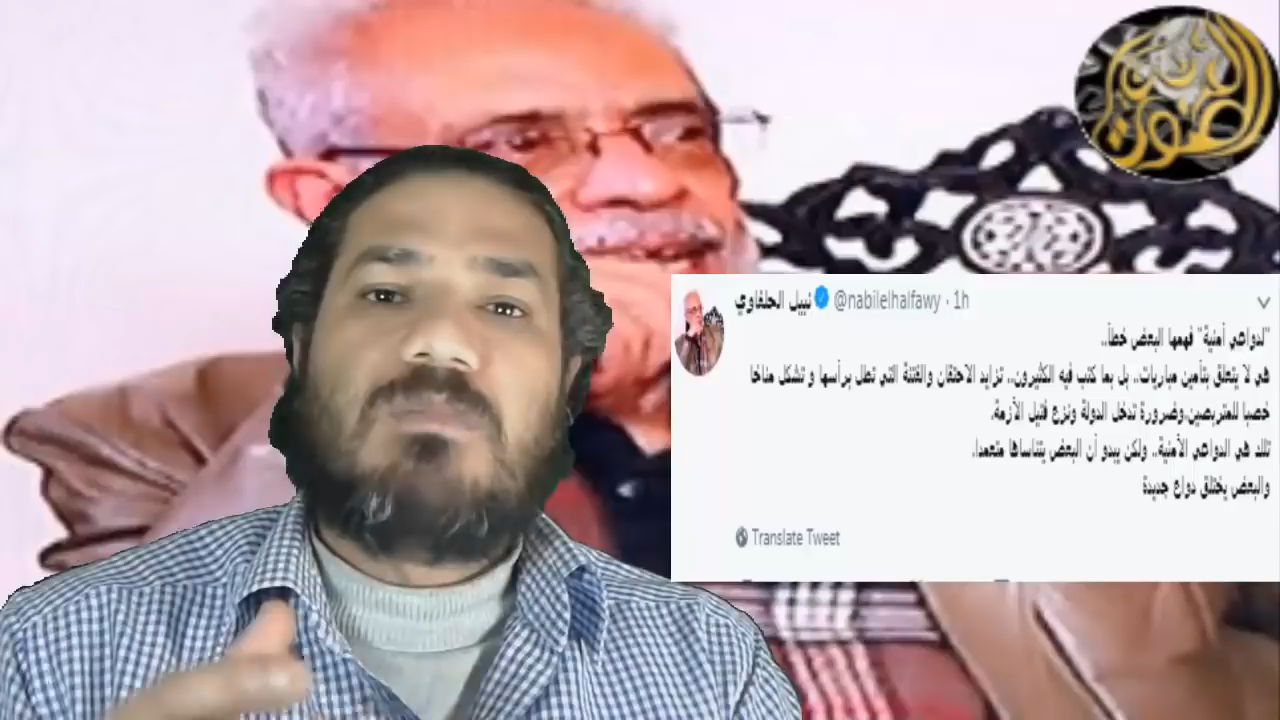 نبيل الحلفاوي @nabilelhalfawy · 1h
"لدواعي أمنية" فهمها البعض خطأ..
هي لا يتعلق بتأمين مباريات.. بل بما كتب فيه الكثيرون.. تزايد الاحتقان والفتنة التي تطل برأسها و تشكل مناخا
خصبا للمتربصين.وضرورة تدخل الدولة ونزع فتيل الأزمة.
تلك هي الدواعي الأمنية.. ولكن يبدو أن البعض يتناساها متعمدا.
والبعض يختلق دواع جديدة
Translate Tweet